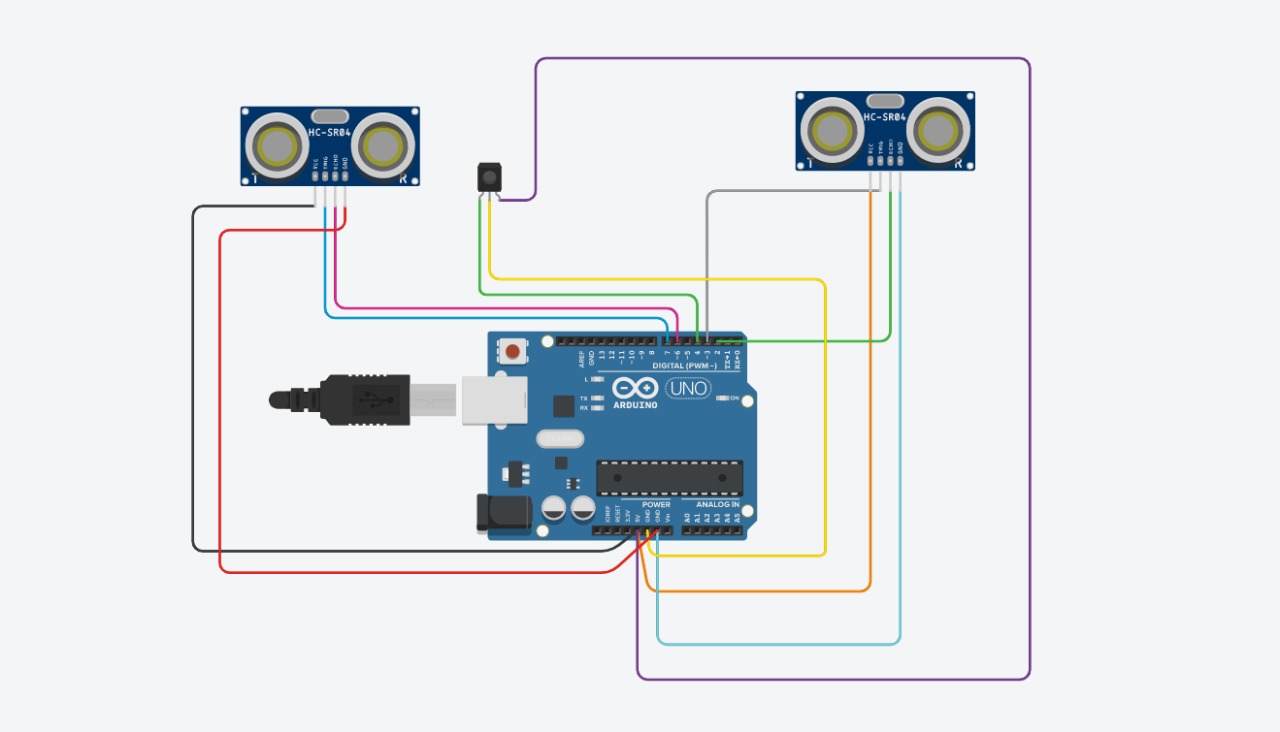 HC-SR04
VCC
TRIG
ECHO
GND
T
R
HC-SR04
VCC
TRIG
ECHO
GND
T
R
AREF
GND
13
12
~11
~10
~9
8
7
~6
~5
4
~3
2
TX→1
RX←0
DIGITAL (PWM~)
L
TX
RX
ARDUINO
UNO
ON
POWER
ANALOG IN
IOREF
RESET
3.3V
5V
GND
GND
Vin
A0
A1
A2
A3
A4
A5